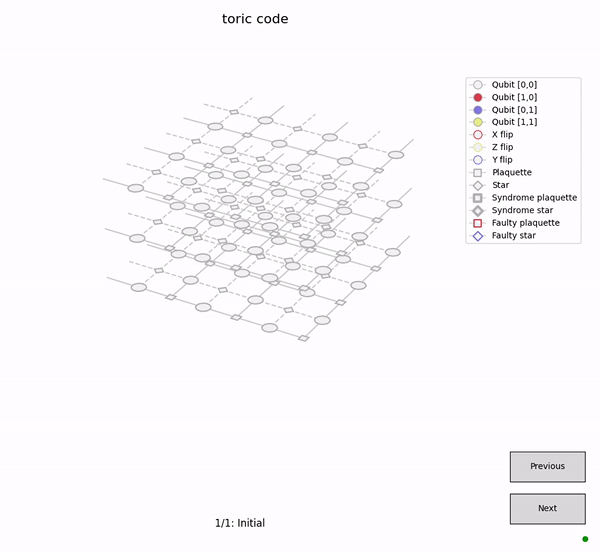 toric code
Qubit [0,0]
Qubit [1,0]
Qubit [0,1]
Qubit [1,1]
X flip
Z flip
Y flip
Plaquette
Star
Syndrome plaquette
Syndrome star
Faulty plaquette
Faulty star
Previous
Next
1/1: Initial